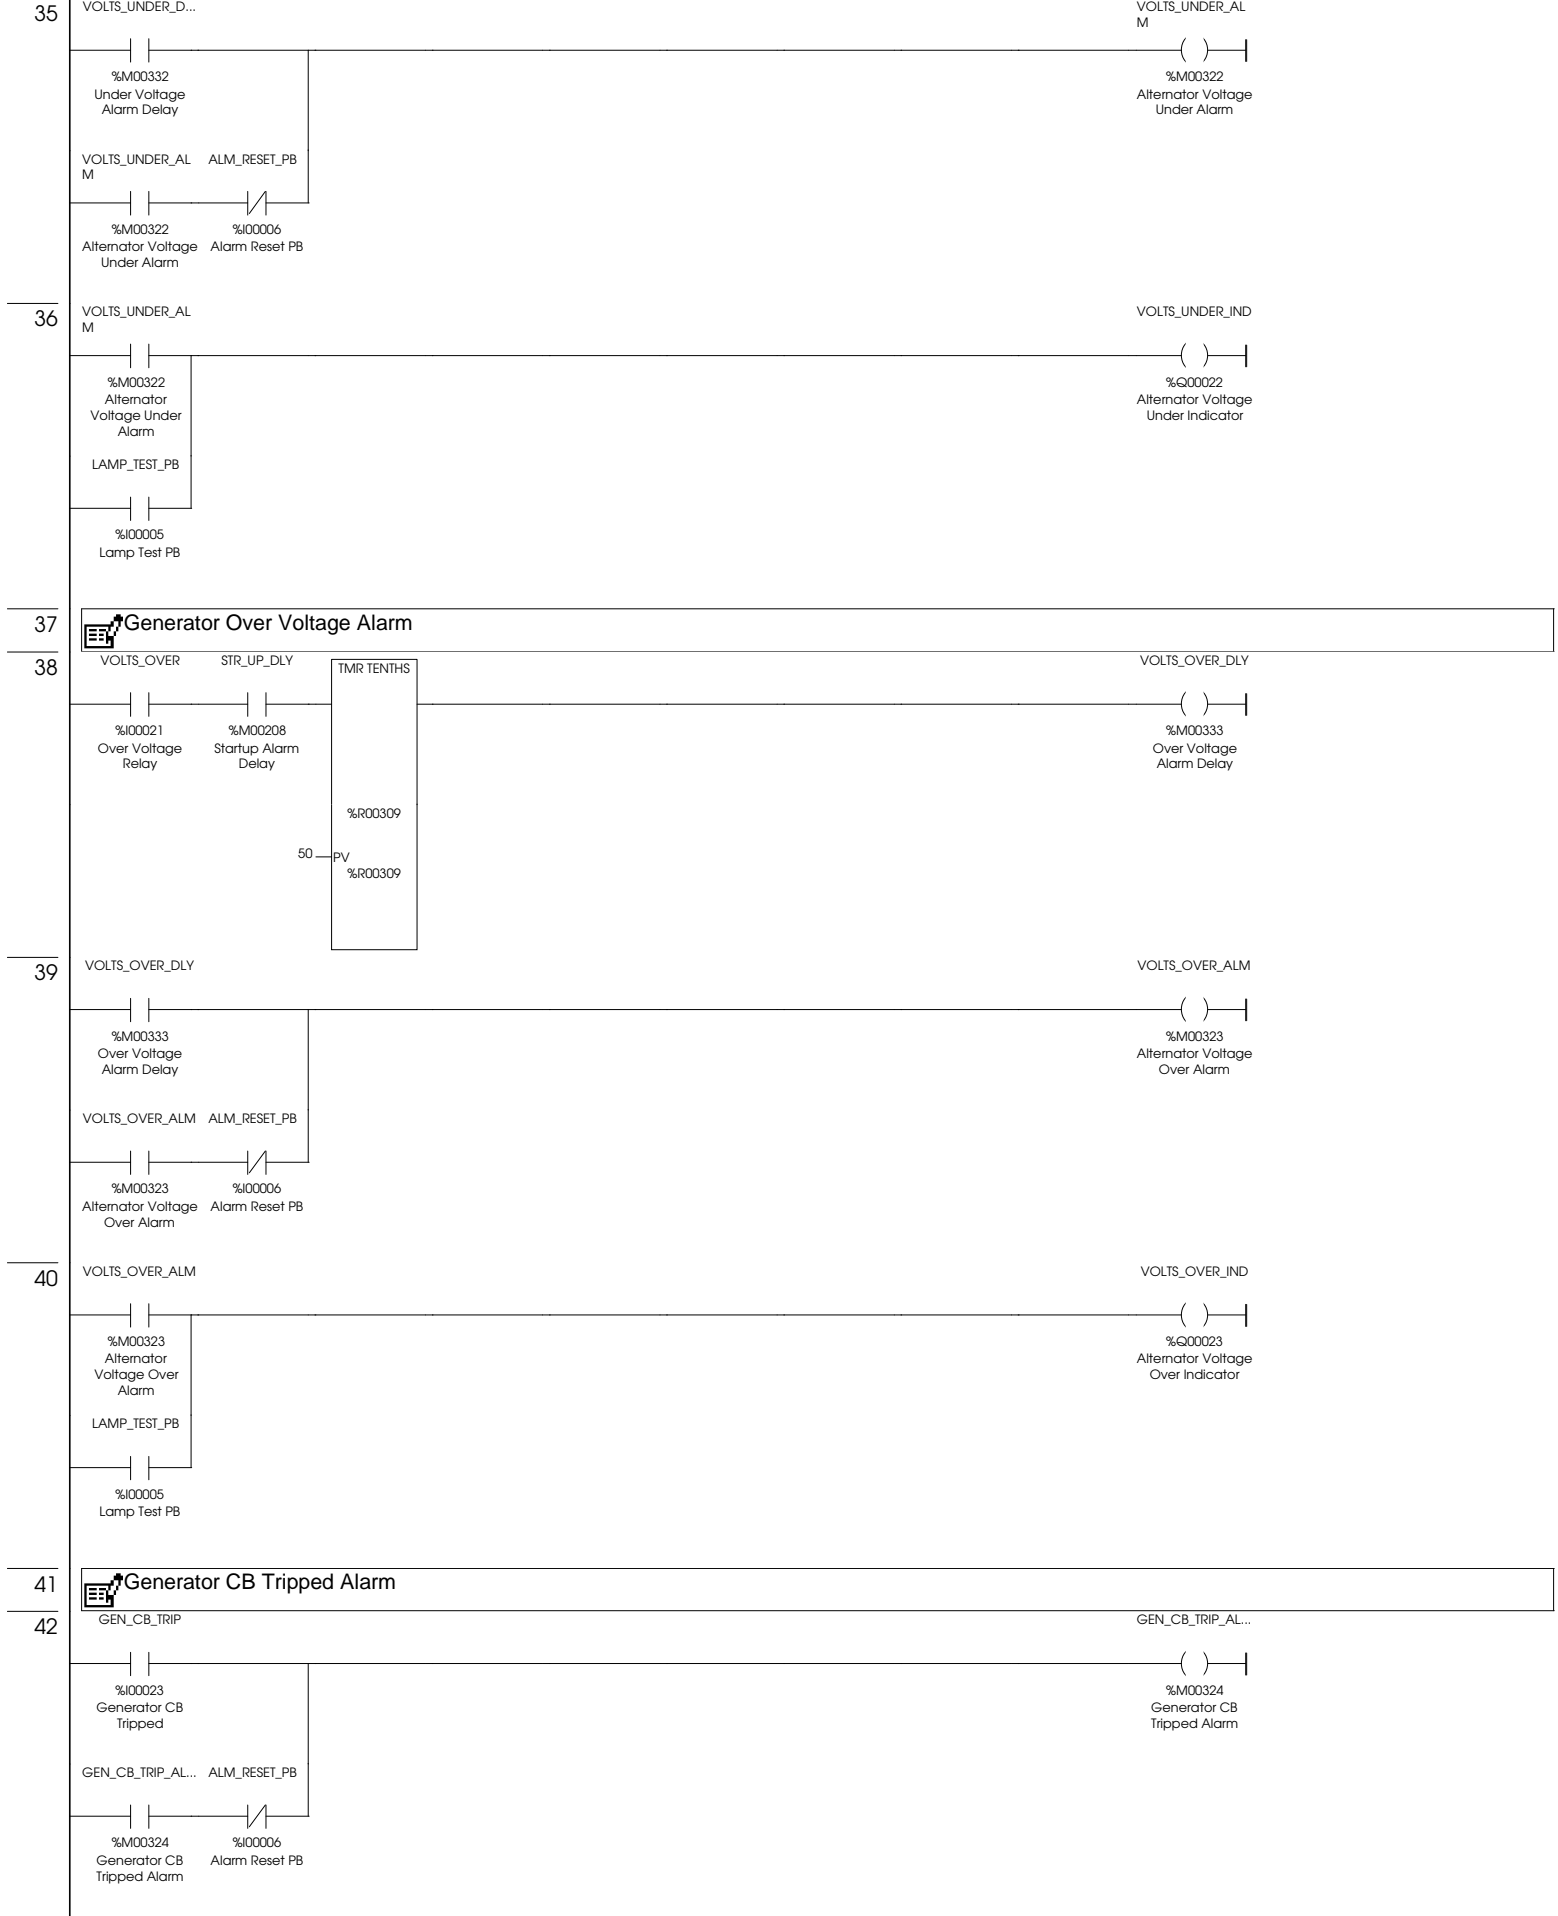 35
VOLTS_UNDER_D...
VOLTS_UNDER_AL
M
%M00332
Under Voltage
Alarm Delay
%M00322
Alternator Voltage
Under Alarm
VOLTS_UNDER_AL
M
ALM_RESET_PB
%M00322
Alternator Voltage
Under Alarm
%I00006
Alarm Reset PB
36
VOLTS_UNDER_AL
M
VOLTS_UNDER_IND
%M00322
Alternator
Voltage Under
Alarm
%Q00022
Alternator Voltage
Under Indicator
LAMP_TEST_PB
%I00005
Lamp Test PB
37
Generator Over Voltage Alarm
38
VOLTS_OVER
STR_UP_DLY
TMR TENTHS
VOLTS_OVER_DLY
%I00021
Over Voltage
Relay
%M00208
Startup Alarm
Delay
%M00333
Over Voltage
Alarm Delay
%R00309
50
PV
%R00309
39
VOLTS_OVER_DLY
VOLTS_OVER_ALM
%M00333
Over Voltage
Alarm Delay
%M00323
Alternator Voltage
Over Alarm
VOLTS_OVER_ALM
ALM_RESET_PB
%M00323
Alternator Voltage
Over Alarm
%I00006
Alarm Reset PB
40
VOLTS_OVER_ALM
VOLTS_OVER_IND
%M00323
Alternator
Voltage Over
Alarm
%Q00023
Alternator Voltage
Over Indicator
LAMP_TEST_PB
%I00005
Lamp Test PB
41
Generator CB Tripped Alarm
42
GEN_CB_TRIP
GEN_CB_TRIP_AL...
%I00023
Generator CB
Tripped
%M00324
Generator CB
Tripped Alarm
GEN_CB_TRIP_AL...
ALM_RESET_PB
%M00324
Generator CB
Tripped Alarm
%I00006
Alarm Reset PB